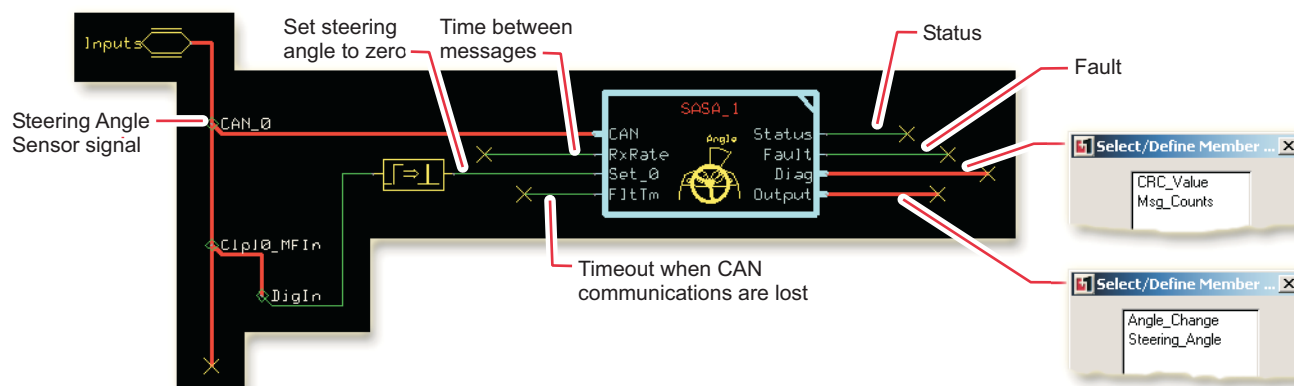 Inputs
Set steering
angle to zero
Time between
messages
Status
Fault
Steering Angle
Sensor signal
CAN_0
SASA_1
CAN
RxRate
Set_0
FltTm
Angle
Status
Fault
Diag
Output
C1p10_MFIn
DigIn
Timeout when CAN
communications are lost
Select/Define Member ...
CRC_Value
Msg_Counts
Select/Define Member ...
Angle_Change
Steering_Angle